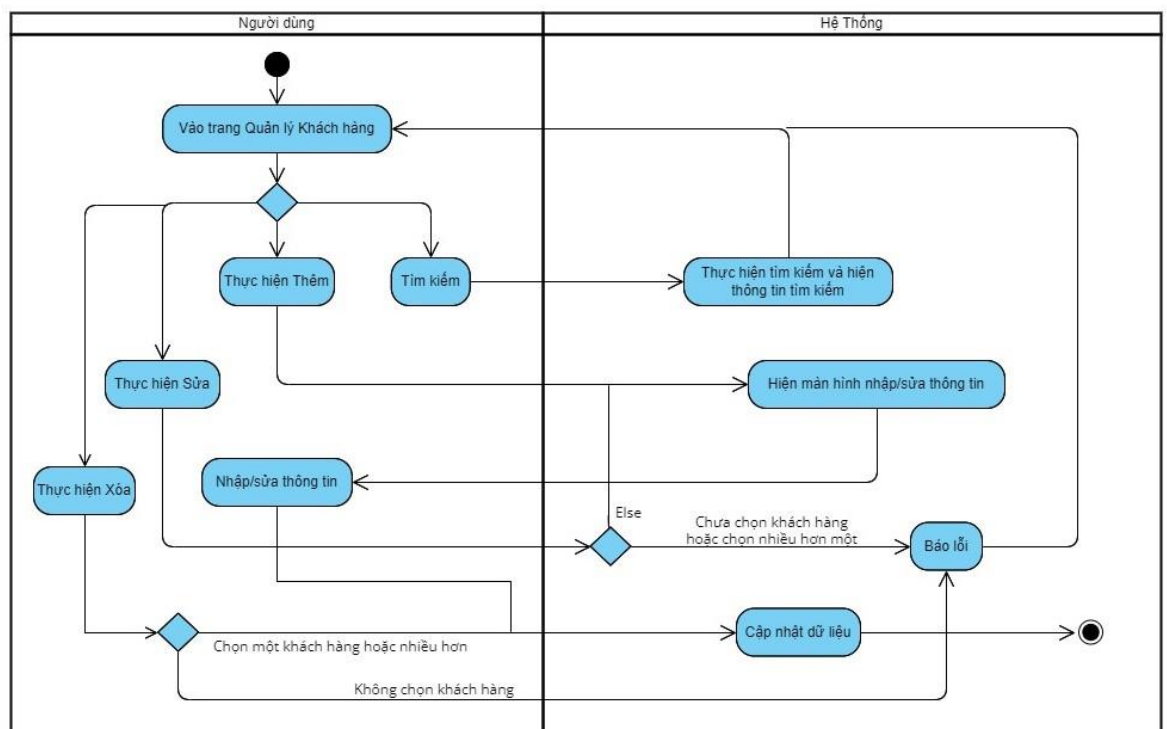 Người dùng
Hệ Thống
Vào trang Quản lý Khách hàng
Thực hiện Thêm
Tìm kiếm
Thực hiện tìm kiếm và hiện
thông tin tìm kiếm
Thực hiện Sửa
Hiện màn hình nhập/sửa thông tin
Thực hiện Xóa
Nhập/sửa thông tin
Else
Chưa chọn khách hàng
hoặc chọn nhiều hơn một
Báo lỗi
Cập nhật dữ liệu
Chọn một khách hàng hoặc nhiều hơn
Không chọn khách hàng